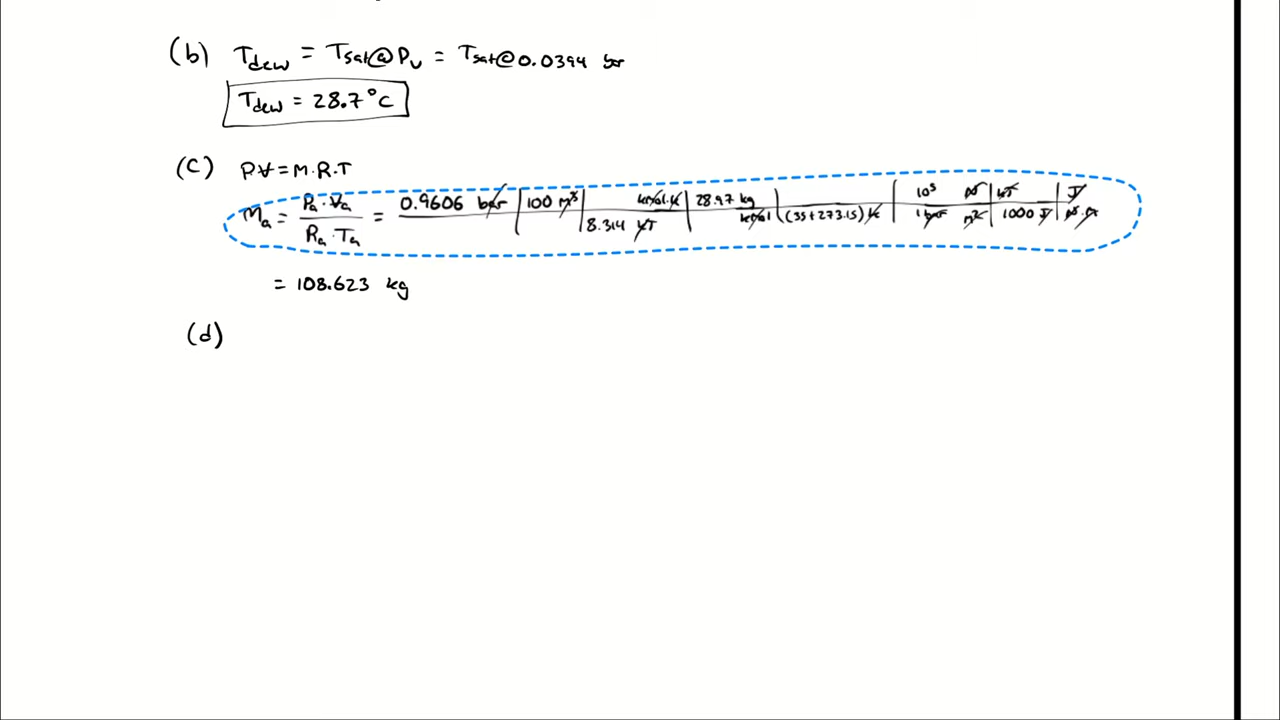 (b) Tdew = Tsat@Pv = Tsat@0.0394 bar
Tdew = 28.7°C
(c) P.V = M.R.T
Ma = Pa·Va / Ra·Ta = 0.9606 bar | 100 m³ | kmol·K / 8.314 kJ | 28.97 kg / kmol | / (35+273.15) K | 10⁵ N / 1 bar m² | kJ / 1000 J | J / N·m
= 108.623 kg
(d)